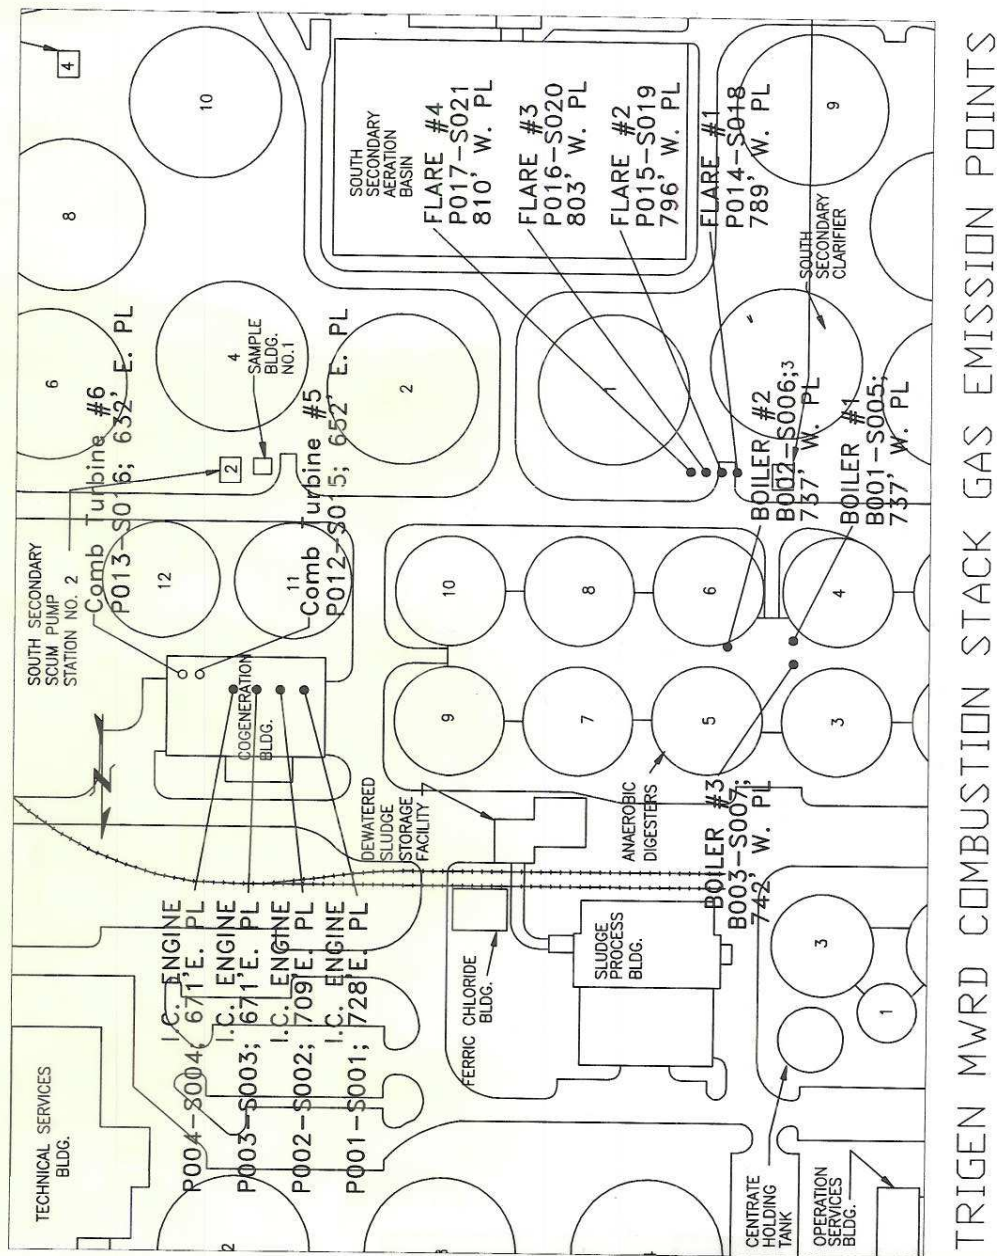 TRIGEN MWRD COMBUSTION STACK GAS EMISSION POINTS
TECHNICAL SERVICES
BLDG.
I.C. ENGINE
P004-S004; 671'E. PL
I.C. ENGINE
P003-S003; 671'E. PL
I.C. ENGINE
P002-S002; 709'E. PL
I.C. ENGINE
P001-S001; 728'E. PL
SOUTH SECONDARY
SCUM PUMP
STATION NO. 2
Comb Turbine #6
P013-S016; 632' E. PL
Comb Turbine #5
P012-S015; 652' E. PL
COGENERATION
BLDG.
SAMPLE
BLDG.
NO.1
SOUTH
SECONDARY
AERATION
BASIN
FLARE #4
P017-S021
810' W. PL
FLARE #3
P016-S020
803' W. PL
FLARE #2
P015-S019
796' W. PL
FLARE #1
P014-S018
789' W. PL
SOUTH
SECONDARY
CLARIFIER
BOILER #2
B002-S006;
737' W. PL
BOILER #1
B001-S005;
737' W. PL
BOILER #3
B003-S007;
742' W. PL
DEWATERED
SLUDGE
STORAGE
FACILITY
ANAEROBIC
DIGESTERS
FERRIC CHLORIDE
BLDG.
SLUDGE
PROCESS
BLDG.
CENTRATE
HOLDING
TANK
OPERATION
SERVICES
BLDG.
N
4
8
10
6
4
2
2
12
11
1
9
3
10
8
6
4
9
7
5
3
3
1
2
3